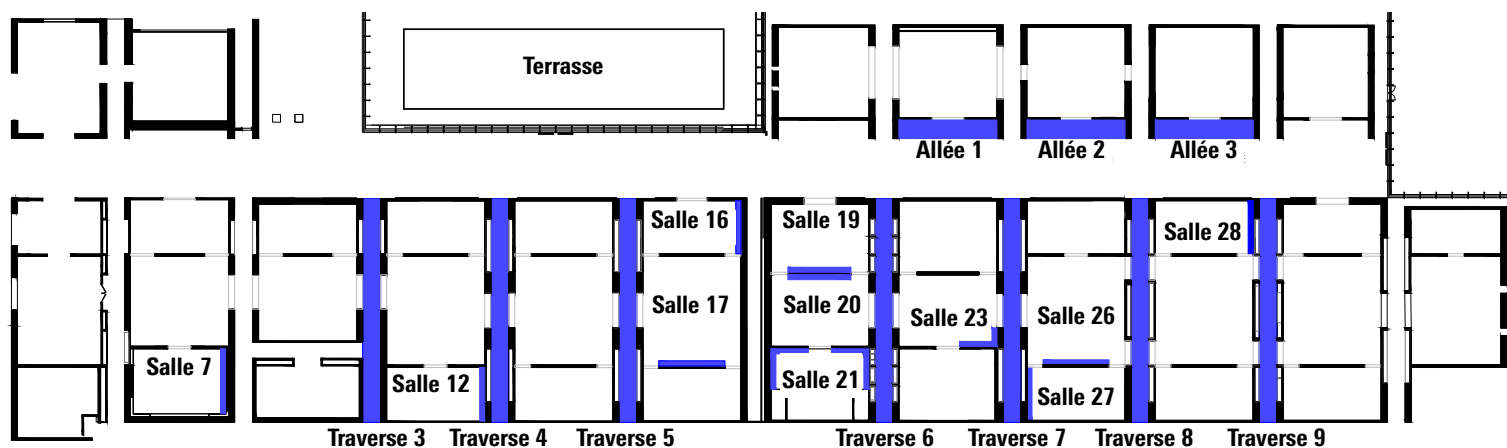 Terrasse
Allée 1
Allée 2
Allée 3
Salle 16
Salle 19
Salle 28
Salle 17
Salle 20
Salle 23
Salle 26
Salle 7
Salle 12
Salle 21
Salle 27
Traverse 3
Traverse 4
Traverse 5
Traverse 6
Traverse 7
Traverse 8
Traverse 9